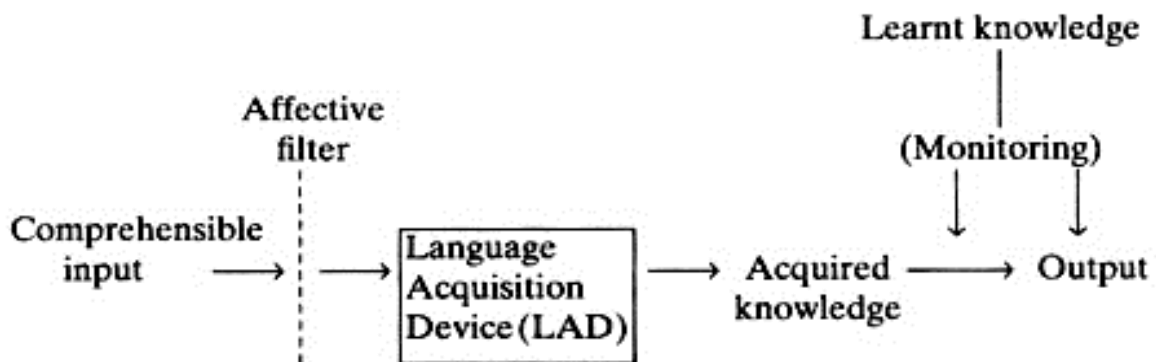 Learnt knowledge
Affective
filter
(Monitoring)
Comprehensible
input
Language
Acquisition
Device (LAD)
Acquired
knowledge
Output